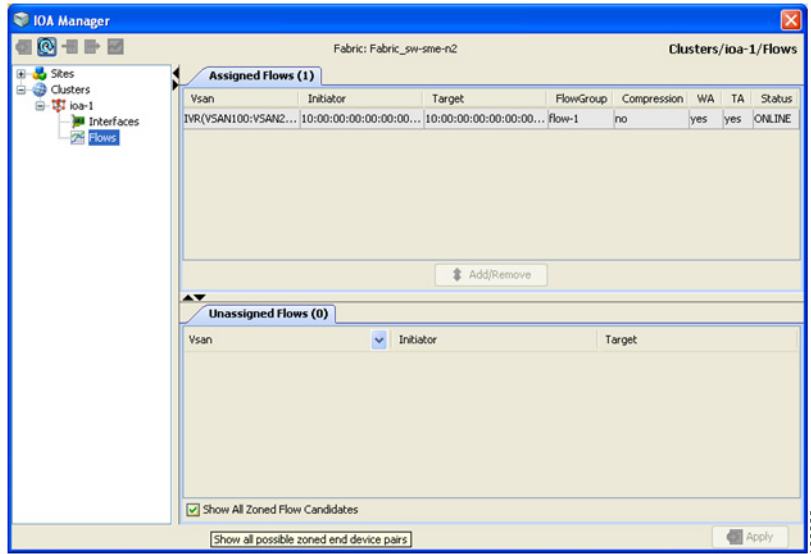 IOA Manager
Fabric: Fabric_sw-sme-n2
Clusters/ioa-1/Flows
Sites
Clusters
ioa-1
Interfaces
Flows
Assigned Flows (1)
Vsan Initiator Target FlowGroup Compression WA TA Status
IVR(VSAN100:VSAN2... 10:00:00:00:00:00:00... 10:00:00:00:00:00:00... flow-1 no yes yes ONLINE
Add/Remove
Unassigned Flows (0)
Vsan Initiator Target
Show All Zoned Flow Candidates
Show all possible zoned end device pairs
Apply